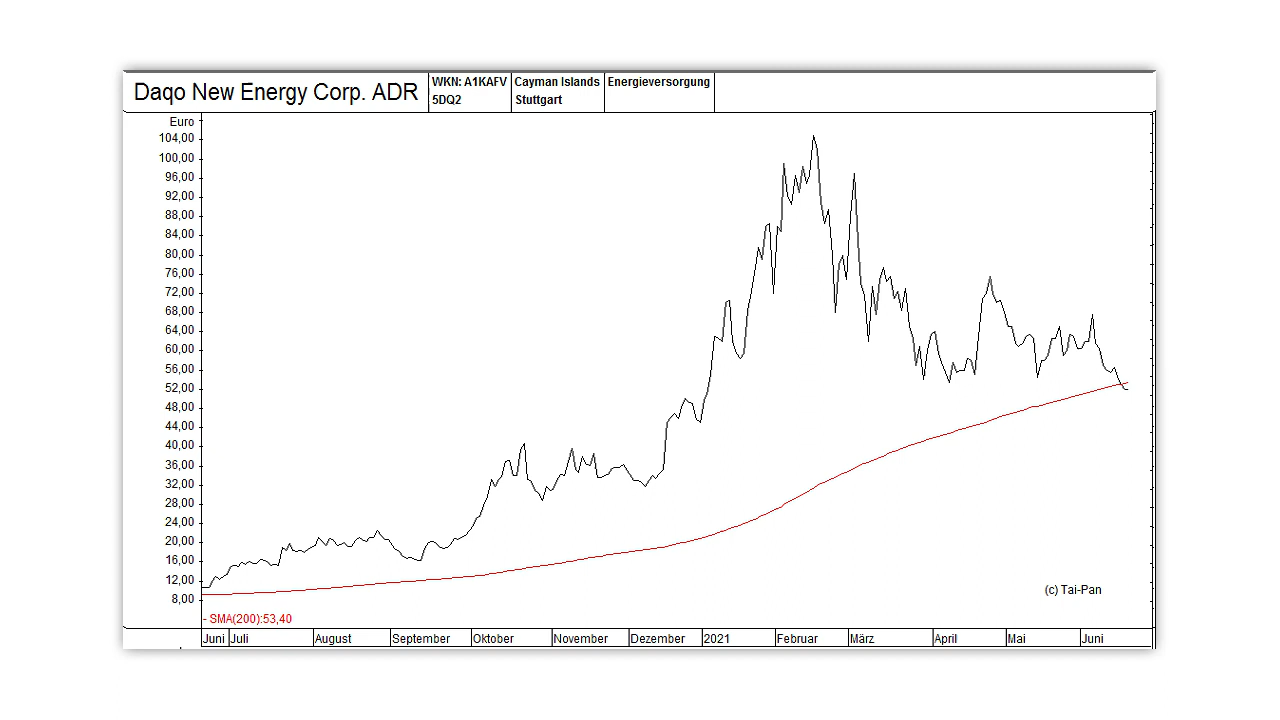 Daqo New Energy Corp. ADR
WKN: A1KAFV
5DQ2
Cayman Islands
Stuttgart
Energieversorgung
Euro
104,00
100,00
96,00
92,00
88,00
84,00
80,00
76,00
72,00
68,00
64,00
60,00
56,00
52,00
48,00
44,00
40,00
36,00
32,00
28,00
24,00
20,00
16,00
12,00
8,00
(c) Tai-Pan
- SMA(200):53,40
Juni Juli August September Oktober November Dezember 2021 Februar März April Mai Juni